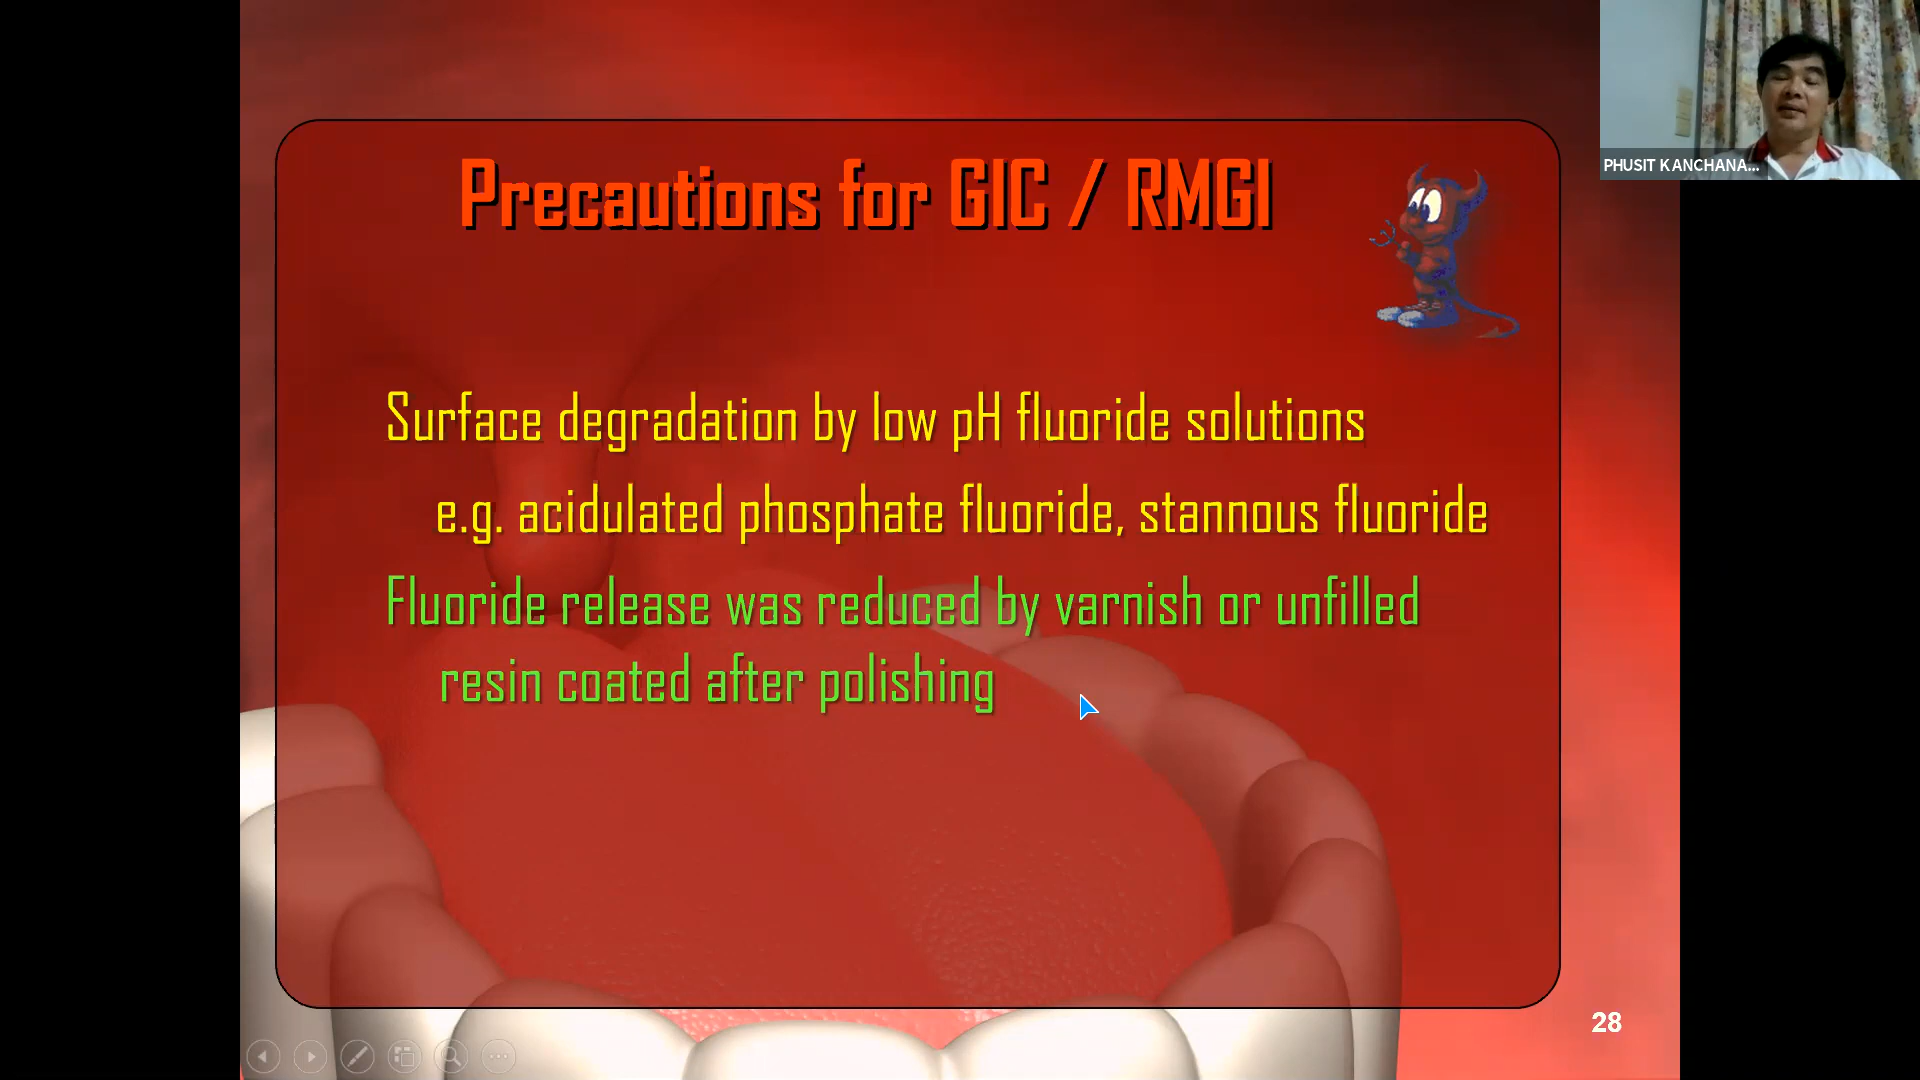 PHUSIT KANCHANA...
Precautions for GIC / RMGI
Surface degradation by low pH fluoride solutions
e.g. acidulated phosphate fluoride, stannous fluoride
Fluoride release was reduced by varnish or unfilled
resin coated after polishing
28